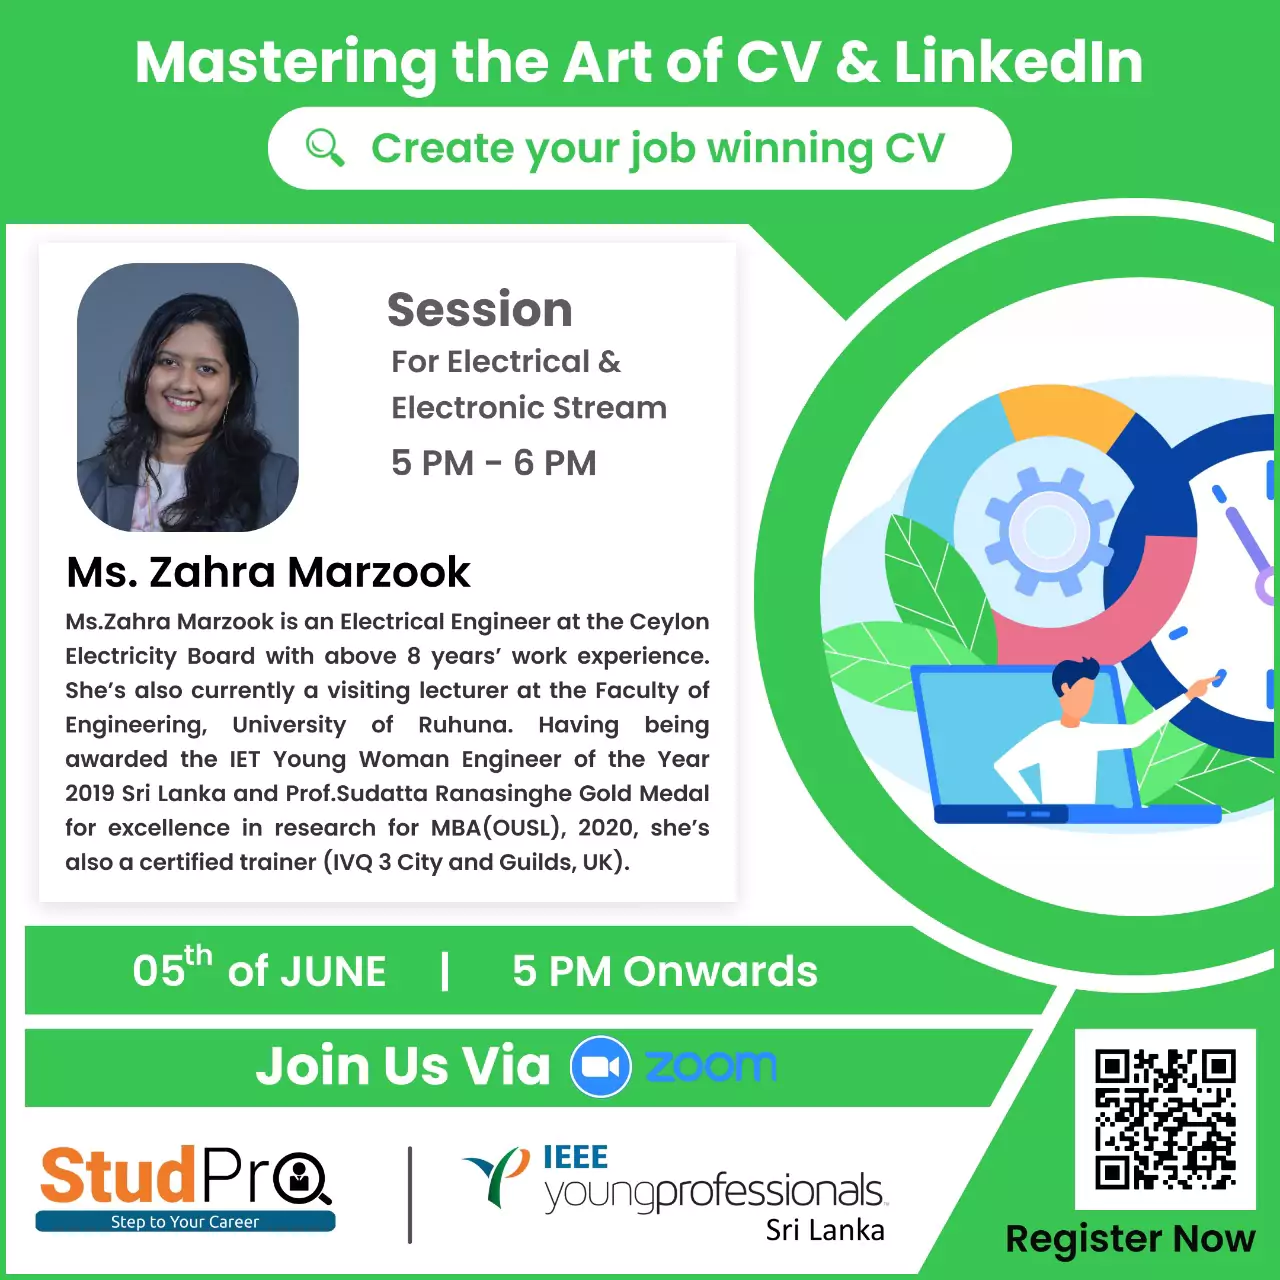 Mastering the Art of CV & LinkedIn
Create your job winning CV
Session
For Electrical &
Electronic Stream
5 PM - 6 PM
Ms. Zahra Marzook
Ms.Zahra Marzook is an Electrical Engineer at the Ceylon
Electricity Board with above 8 years’ work experience.
She’s also currently a visiting lecturer at the Faculty of
Engineering, University of Ruhuna. Having being
awarded the IET Young Woman Engineer of the Year
2019 Sri Lanka and Prof.Sudatta Ranasinghe Gold Medal
for excellence in research for MBA(OUSL), 2020, she’s
also a certified trainer (IVQ 3 City and Guilds, UK).
05th of JUNE | 5 PM Onwards
Join Us Via zoom
StudPro
Step to Your Career
IEEE
youngprofessionals
Sri Lanka
Register Now